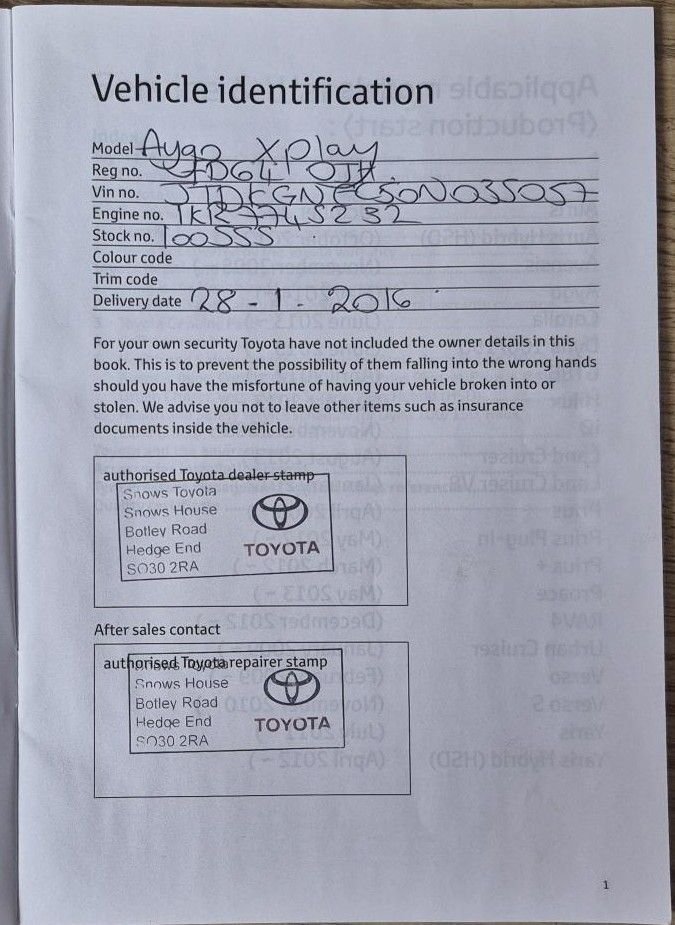 Vehicle identification
Model Aygo X play
Reg no.
Vin no. JTDKGNEC50N035057
Engine no. 1KR7745232
Stock no. 100555
Colour code
Trim code
Delivery date 28 - 1 - 2016
For your own security Toyota have not included the owner details in this
book. This is to prevent the possibility of them falling into the wrong hands
should you have the misfortune of having your vehicle broken into or
stolen. We advise you not to leave other items such as insurance
documents inside the vehicle.
authorised Toyota dealer stamp
Snows Toyota
Snows House
Botley Road
Hedge End
SO30 2RA
TOYOTA
After sales contact
authorised Toyota repairer stamp
Snows Toyota
Snows House
Botley Road
Hedge End
SO30 2RA
TOYOTA
1